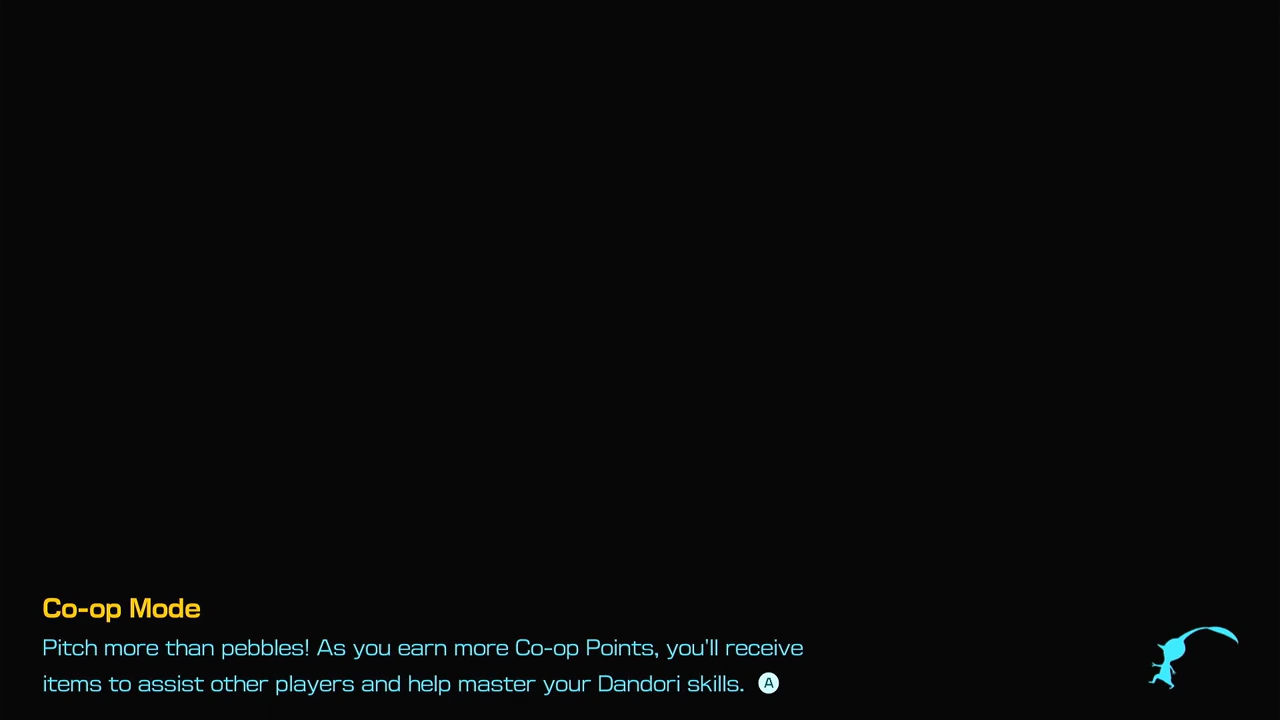 Co-op Mode
Pitch more than pebbles! As you earn more Co-op Points, you'll receive
items to assist other players and help master your Dandori skills. A